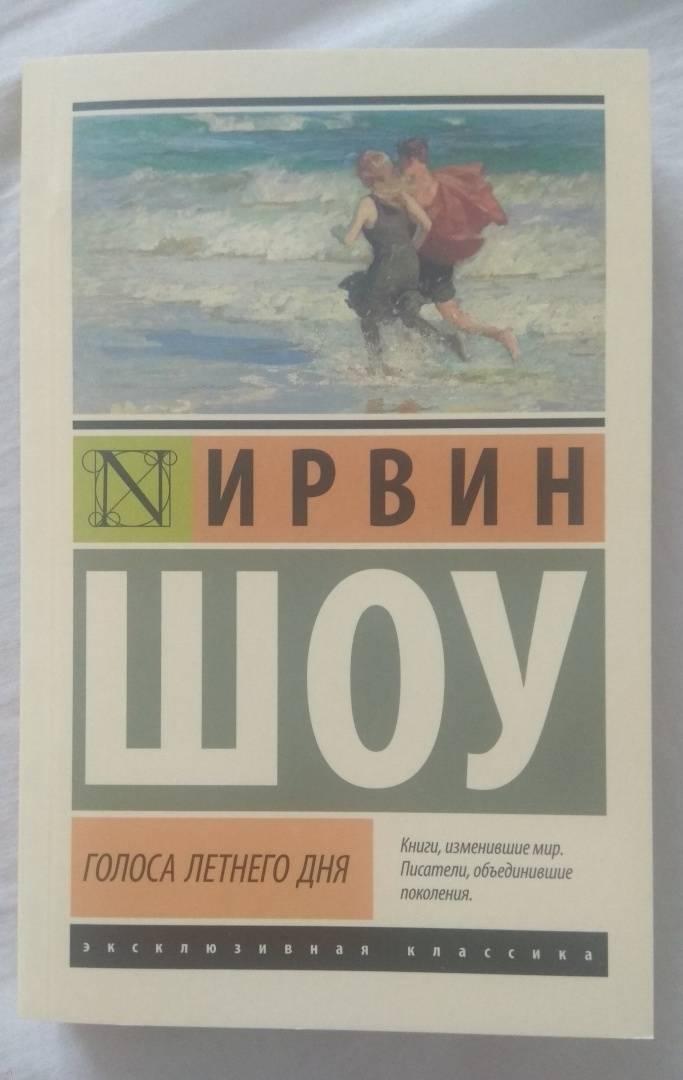 N ИРВИН
ШОУ
ГОЛОСА ЛЕТНЕГО ДНЯ
Книги, изменившие мир.
Писатели, объединившие
поколения.
эксклюзивная классика